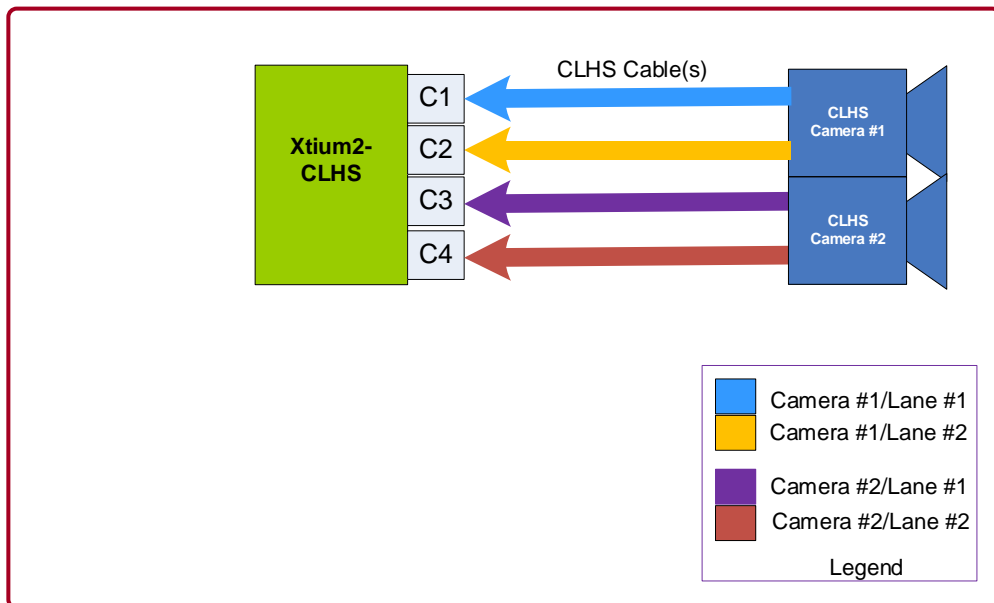 CLHS Cable(s)
C1
C2
C3
C4
Xtium2-
CLHS
CLHS
Camera #1
CLHS
Camera #2
Camera #1/Lane #1
Camera #1/Lane #2
Camera #2/Lane #1
Camera #2/Lane #2
Legend